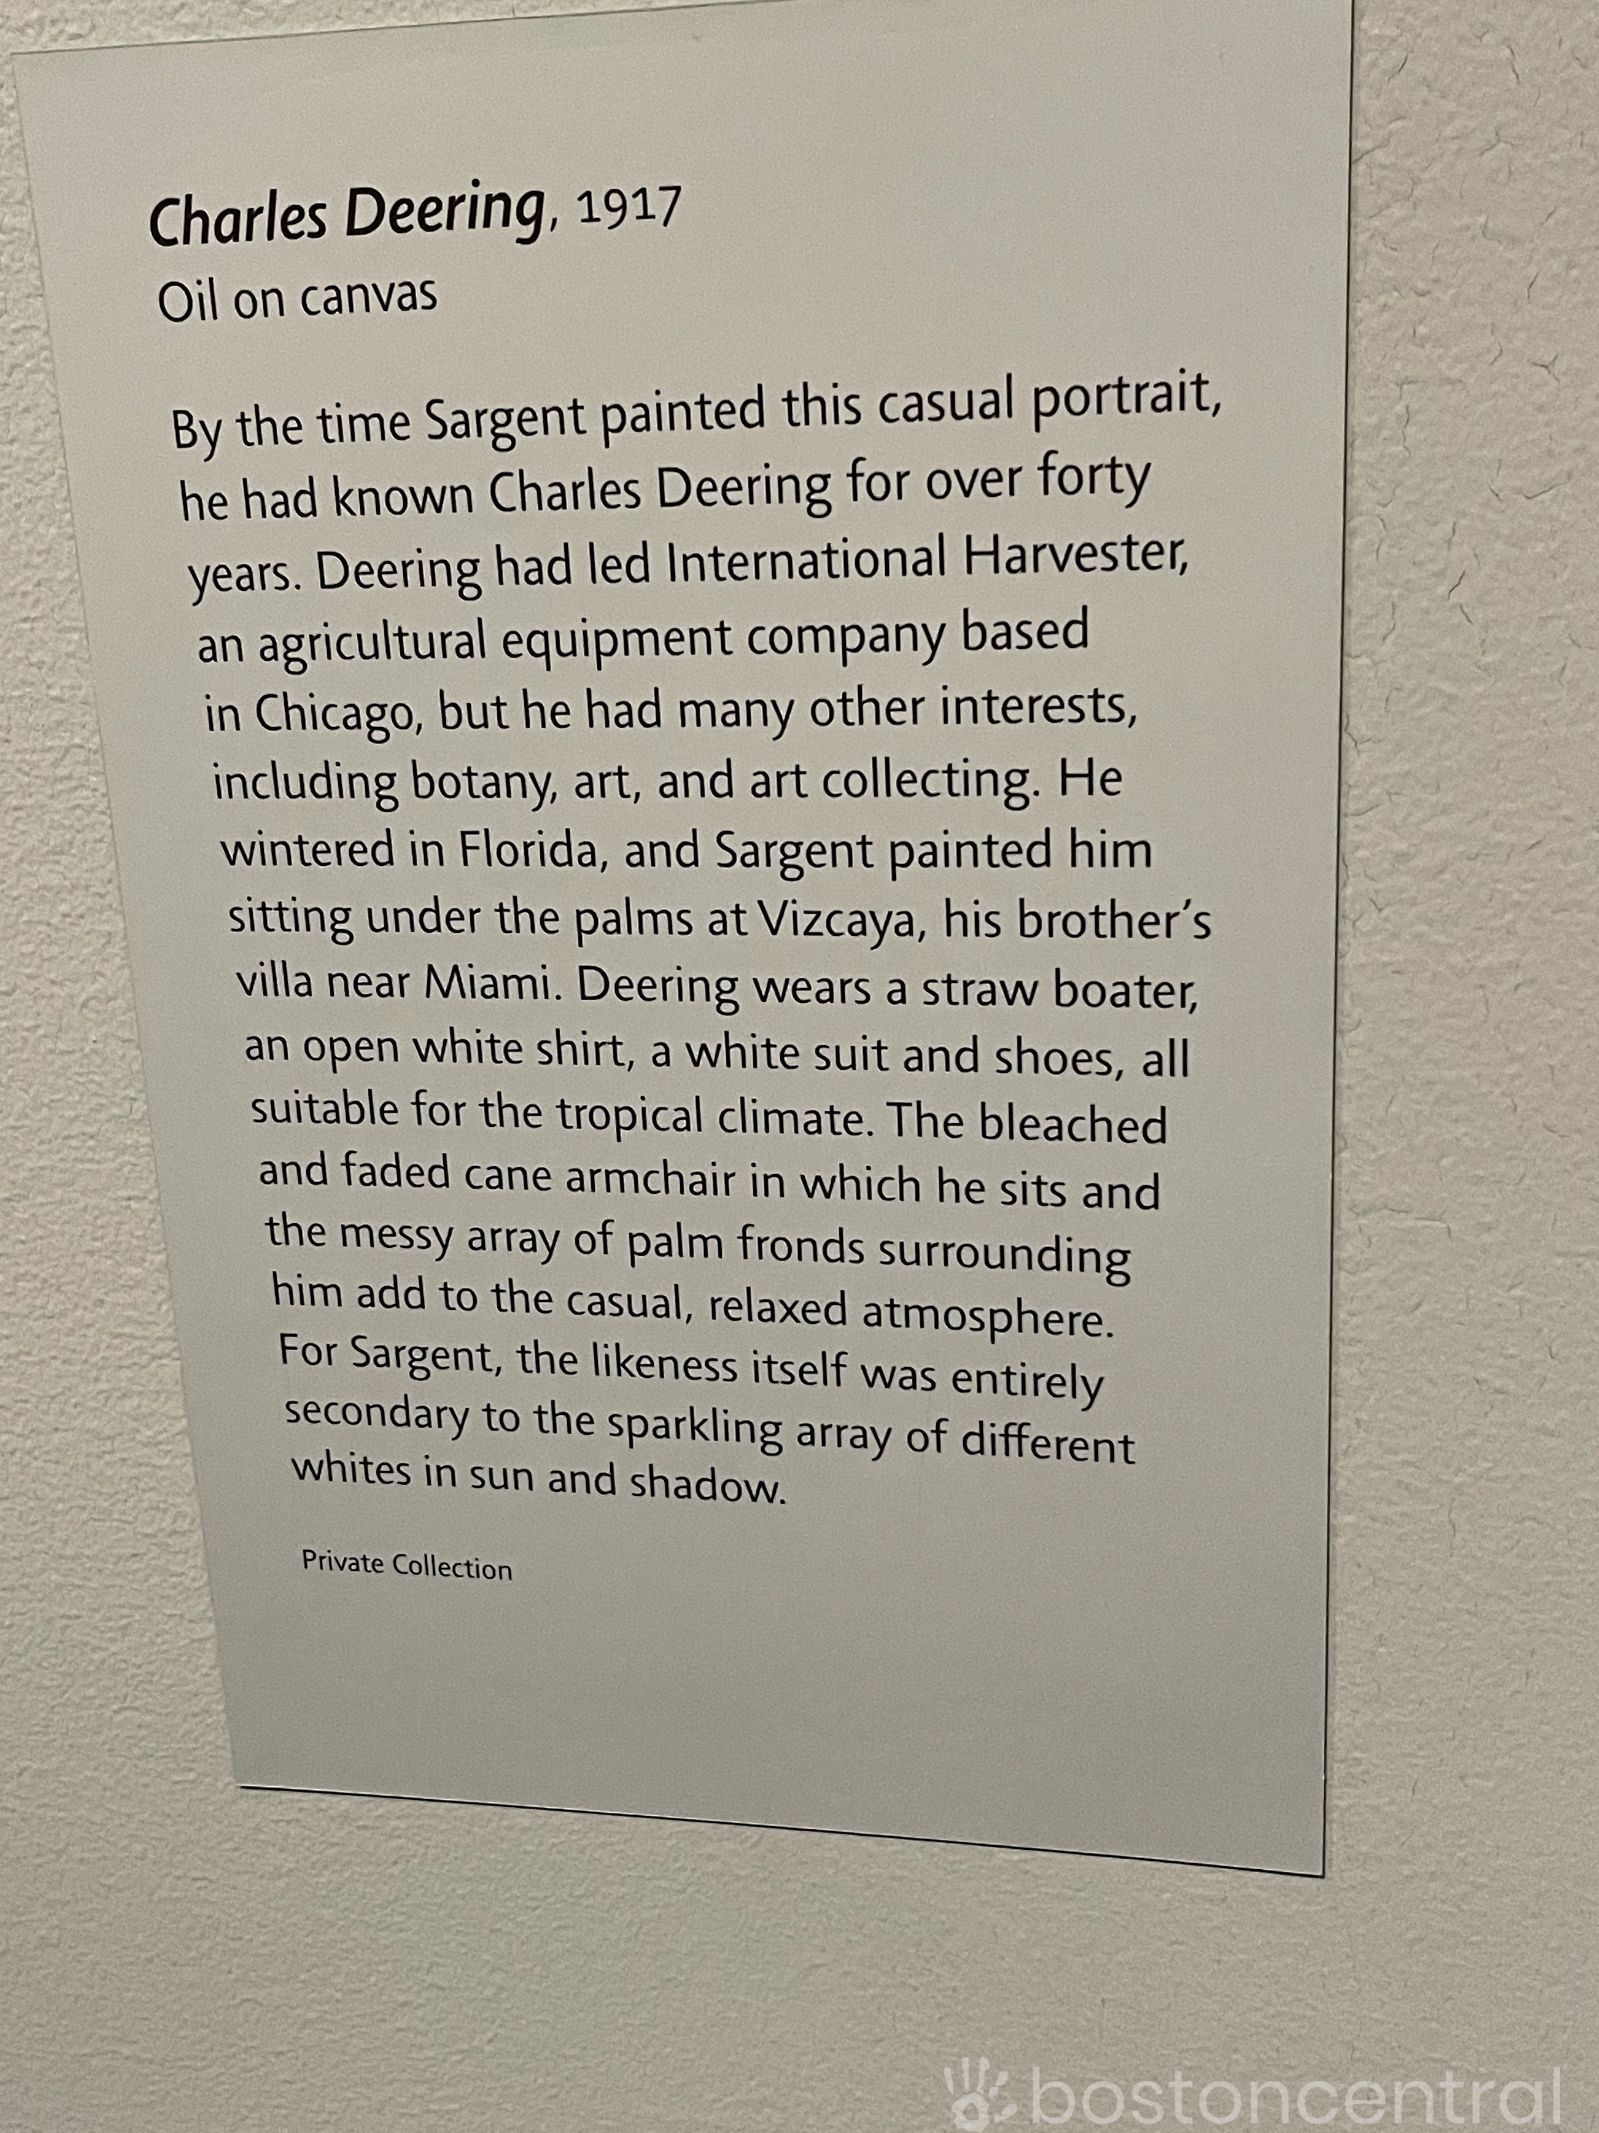 Charles Deering, 1917
Oil on canvas
By the time Sargent painted this casual portrait,
he had known Charles Deering for over forty
years. Deering had led International Harvester,
an agricultural equipment company based
in Chicago, but he had many other interests,
including botany, art, and art collecting. He
wintered in Florida, and Sargent painted him
sitting under the palms at Vizcaya, his brother's
villa near Miami. Deering wears a straw boater,
an open white shirt, a white suit and shoes, all
suitable for the tropical climate. The bleached
and faded cane armchair in which he sits and
the messy array of palm fronds surrounding
him add to the casual, relaxed atmosphere.
For Sargent, the likeness itself was entirely
secondary to the sparkling array of different
whites in sun and shadow.
Private Collection
bostoncentral